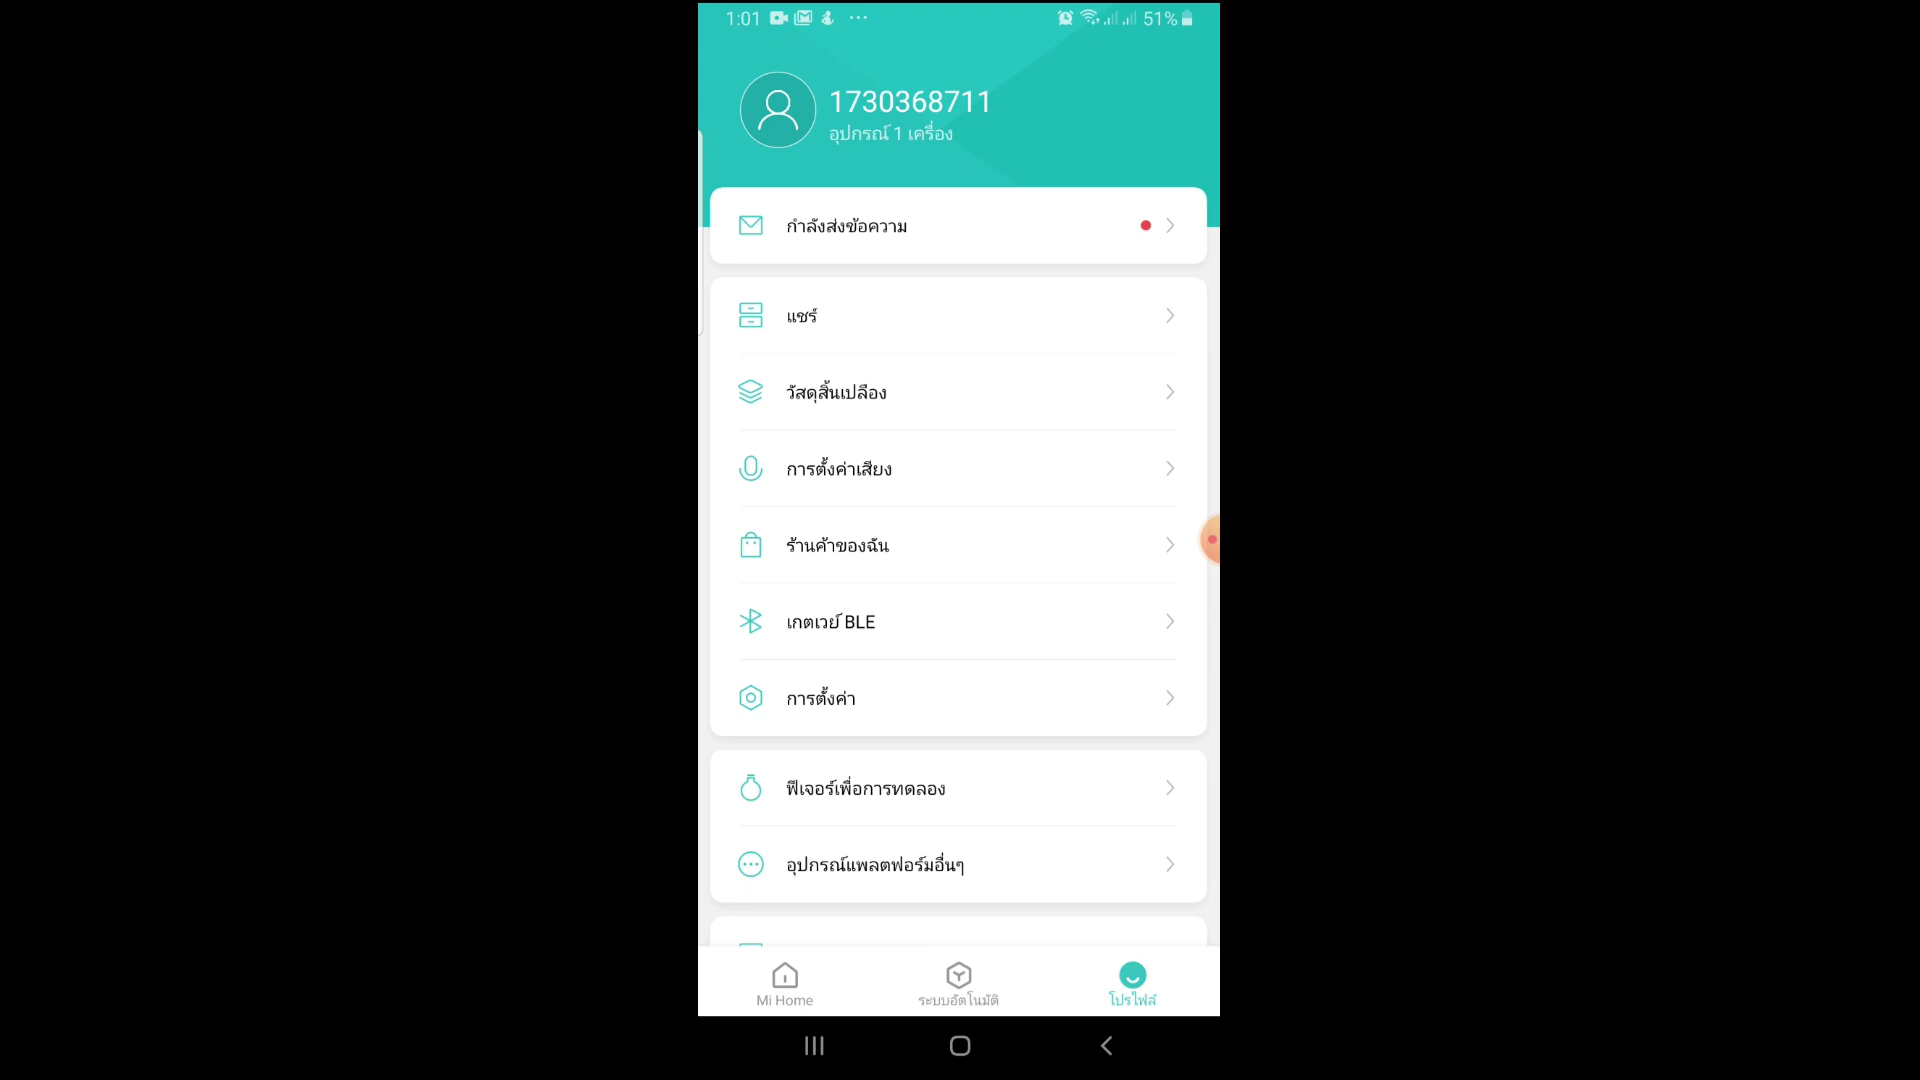 1:01 51%
1730368711
อุปกรณ์ 1 เครื่อง
กำลังส่งข้อความ
แชร์
วัสดุสิ้นเปลือง
การตั้งค่าเสียง
ร้านค้าของฉัน
เกตเวย์ BLE
การตั้งค่า
ฟีเจอร์เพื่อการทดลอง
อุปกรณ์แพลตฟอร์มอื่นๆ
Mi Home ระบบอัตโนมัติ โปรไฟล์